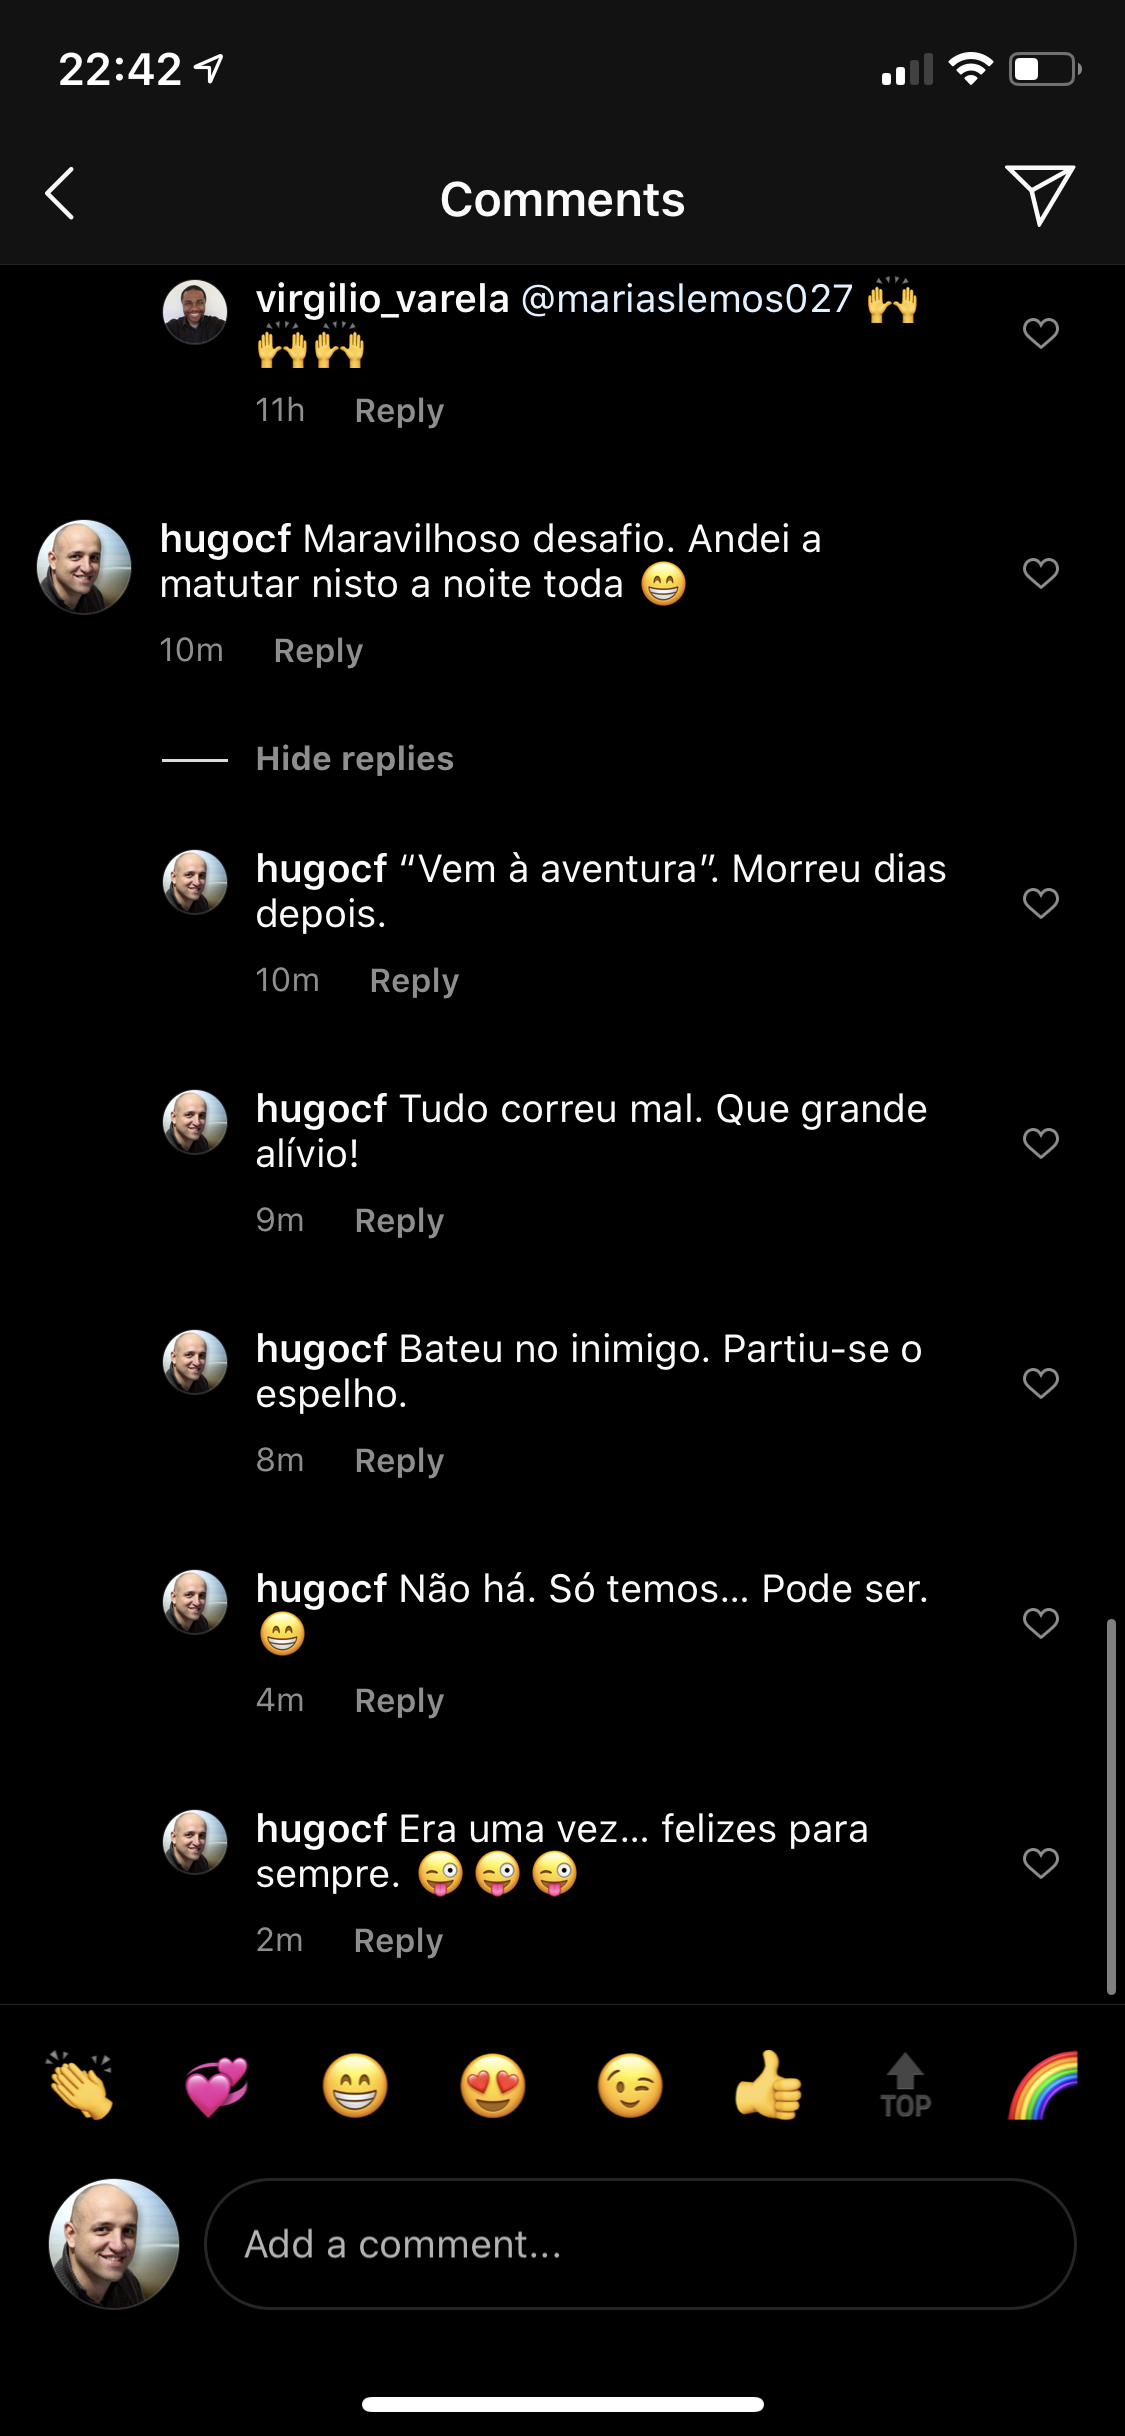 22:42
Comments
virgilio_varela @mariaslemos027 🙌
🙌🙌
11h Reply
hugocf Maravilhoso desafio. Andei a
matutar nisto a noite toda 😁
10m Reply
Hide replies
hugocf “Vem à aventura”. Morreu dias
depois.
10m Reply
hugocf Tudo correu mal. Que grande
alívio!
9m Reply
hugocf Bateu no inimigo. Partiu-se o
espelho.
8m Reply
hugocf Não há. Só temos... Pode ser.
😁
4m Reply
hugocf Era uma vez... felizes para
sempre. 😜😜😜
2m Reply
👏 💞 😁 😍 😉 👍 🔝 🌈
Add a comment...